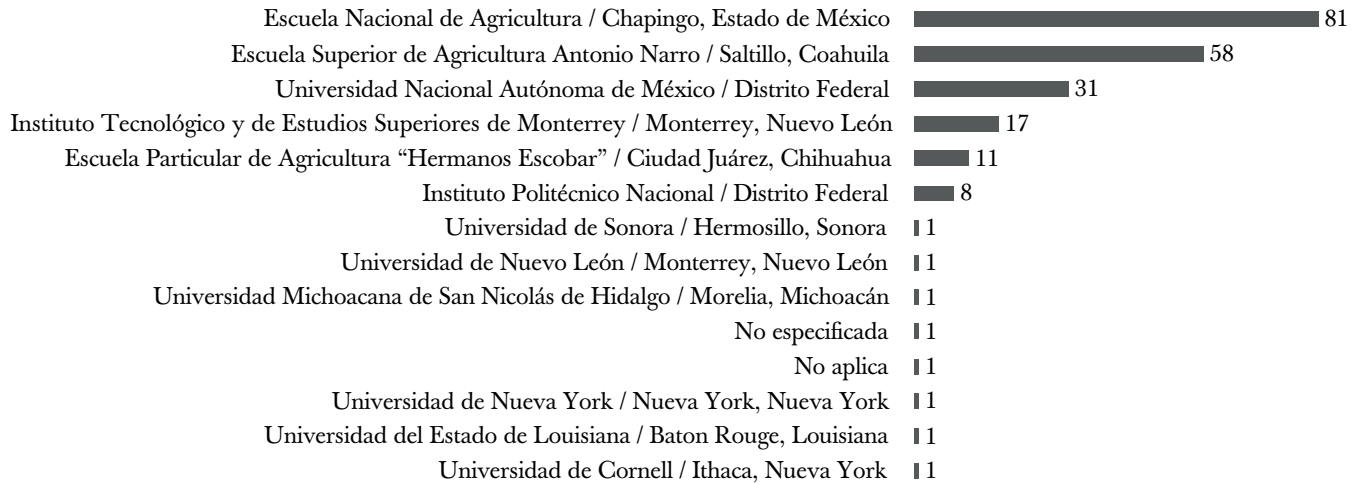 Escuela Nacional de Agricultura / Chapingo, Estado de México 81
Escuela Superior de Agricultura Antonio Narro / Saltillo, Coahuila 58
Universidad Nacional Autónoma de México / Distrito Federal 31
Instituto Tecnológico y de Estudios Superiores de Monterrey / Monterrey, Nuevo León 17
Escuela Particular de Agricultura “Hermanos Escobar” / Ciudad Juárez, Chihuahua 11
Instituto Politécnico Nacional / Distrito Federal 8
Universidad de Sonora / Hermosillo, Sonora 1
Universidad de Nuevo León / Monterrey, Nuevo León 1
Universidad Michoacana de San Nicolás de Hidalgo / Morelia, Michoacán 1
No especificada 1
No aplica 1
Universidad de Nueva York / Nueva York, Nueva York 1
Universidad del Estado de Louisiana / Baton Rouge, Louisiana 1
Universidad de Cornell / Ithaca, Nueva York 1